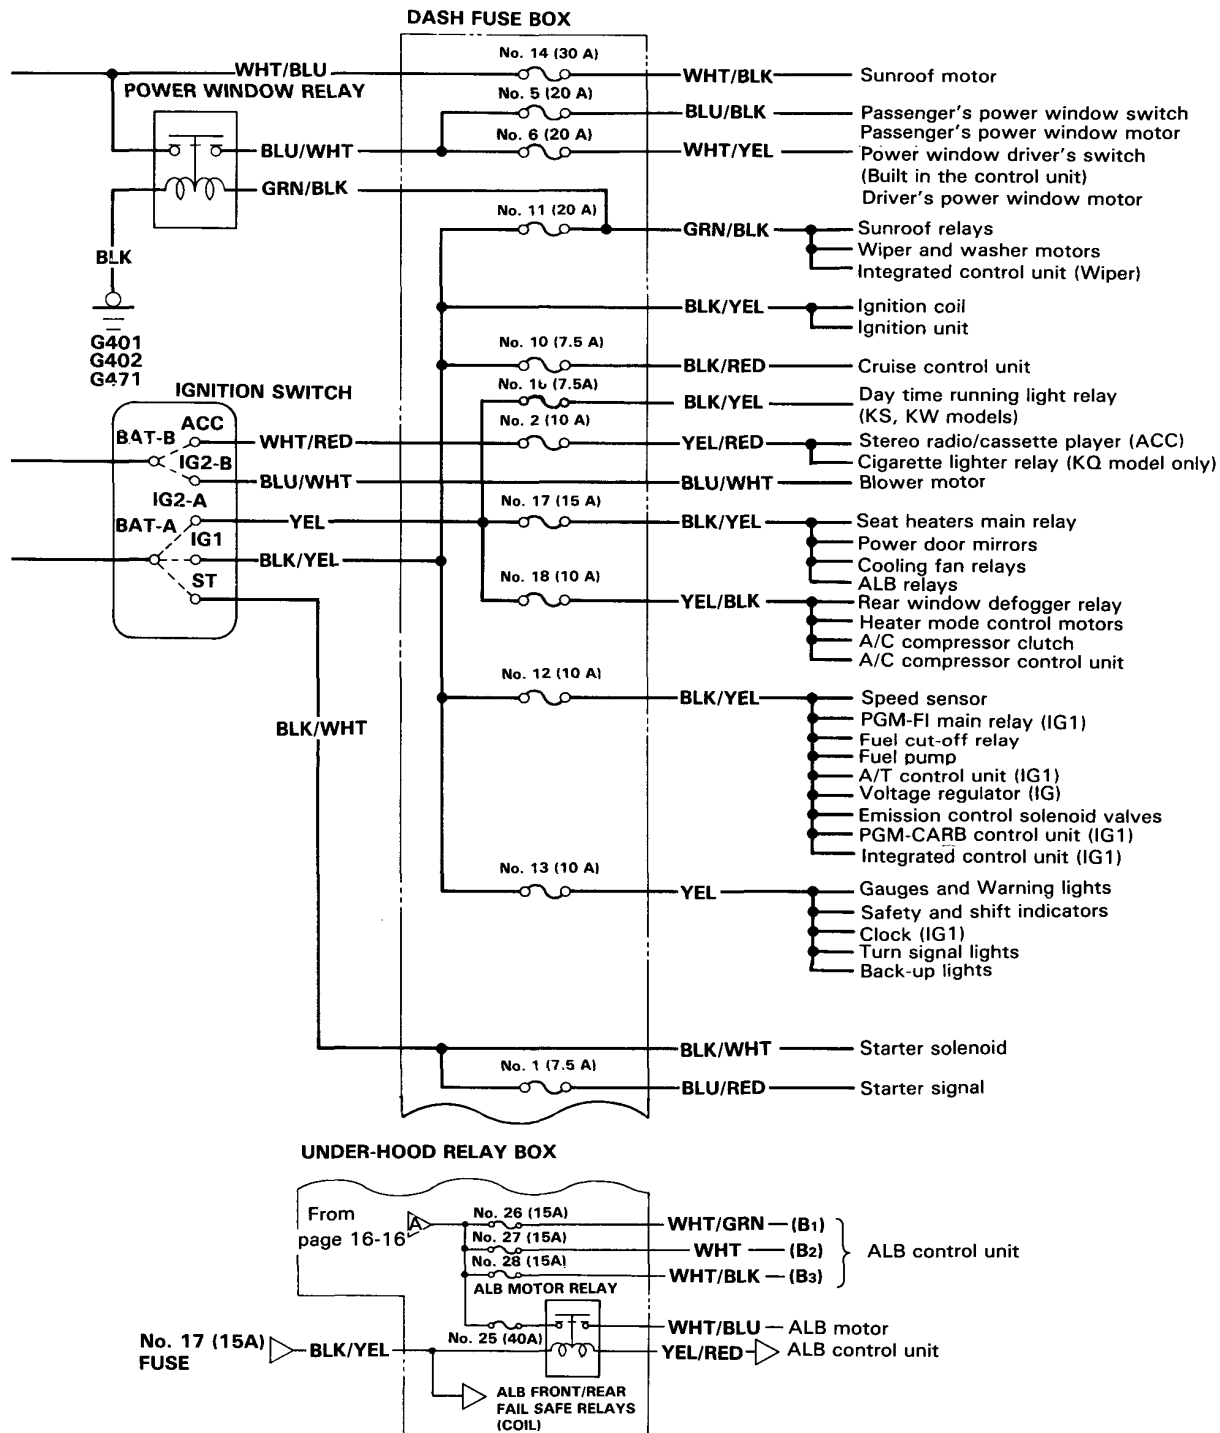 DASH FUSE BOX
No. 14 (30 A)
WHT/BLU
WHT/BLK
Sunroof motor
POWER WINDOW RELAY
No. 5 (20 A)
BLU/BLK
Passenger's power window switch
Passenger's power window motor
No. 6 (20 A)
BLU/WHT
WHT/YEL
Power window driver's switch
(Built in the control unit)
Driver's power window motor
GRN/BLK
No. 11 (20 A)
GRN/BLK
Sunroof relays
Wiper and washer motors
Integrated control unit (Wiper)
BLK
G401
G402
G471
BLK/YEL
Ignition coil
Ignition unit
No. 10 (7.5 A)
BLK/RED
Cruise control unit
IGNITION SWITCH
No. 16 (7.5A)
BLK/YEL
Day time running light relay
(KS, KW models)
ACC
BAT-B
WHT/RED
No. 2 (10 A)
YEL/RED
Stereo radio/cassette player (ACC)
Cigarette lighter relay (KQ model only)
IG2-B
BLU/WHT
BLU/WHT
Blower motor
IG2-A
YEL
No. 17 (15 A)
BLK/YEL
Seat heaters main relay
Power door mirrors
Cooling fan relays
ALB relays
BAT-A
IG1
BLK/YEL
ST
No. 18 (10 A)
YEL/BLK
Rear window defogger relay
Heater mode control motors
A/C compressor clutch
A/C compressor control unit
No. 12 (10 A)
BLK/YEL
Speed sensor
PGM-FI main relay (IG1)
Fuel cut-off relay
Fuel pump
A/T control unit (IG1)
Voltage regulator (IG)
Emission control solenoid valves
PGM-CARB control unit (IG1)
Integrated control unit (IG1)
BLK/WHT
No. 13 (10 A)
YEL
Gauges and Warning lights
Safety and shift indicators
Clock (IG1)
Turn signal lights
Back-up lights
BLK/WHT
Starter solenoid
No. 1 (7.5 A)
BLU/RED
Starter signal
UNDER-HOOD RELAY BOX
From
page 16-16
A
No. 26 (15A)
WHT/GRN
(B1)
No. 27 (15A)
WHT
(B2)
ALB control unit
No. 28 (15A)
WHT/BLK
(B3)
ALB MOTOR RELAY
WHT/BLU
ALB motor
No. 25 (40A)
No. 17 (15A)
FUSE
BLK/YEL
YEL/RED
ALB control unit
ALB FRONT/REAR
FAIL SAFE RELAYS
(COIL)